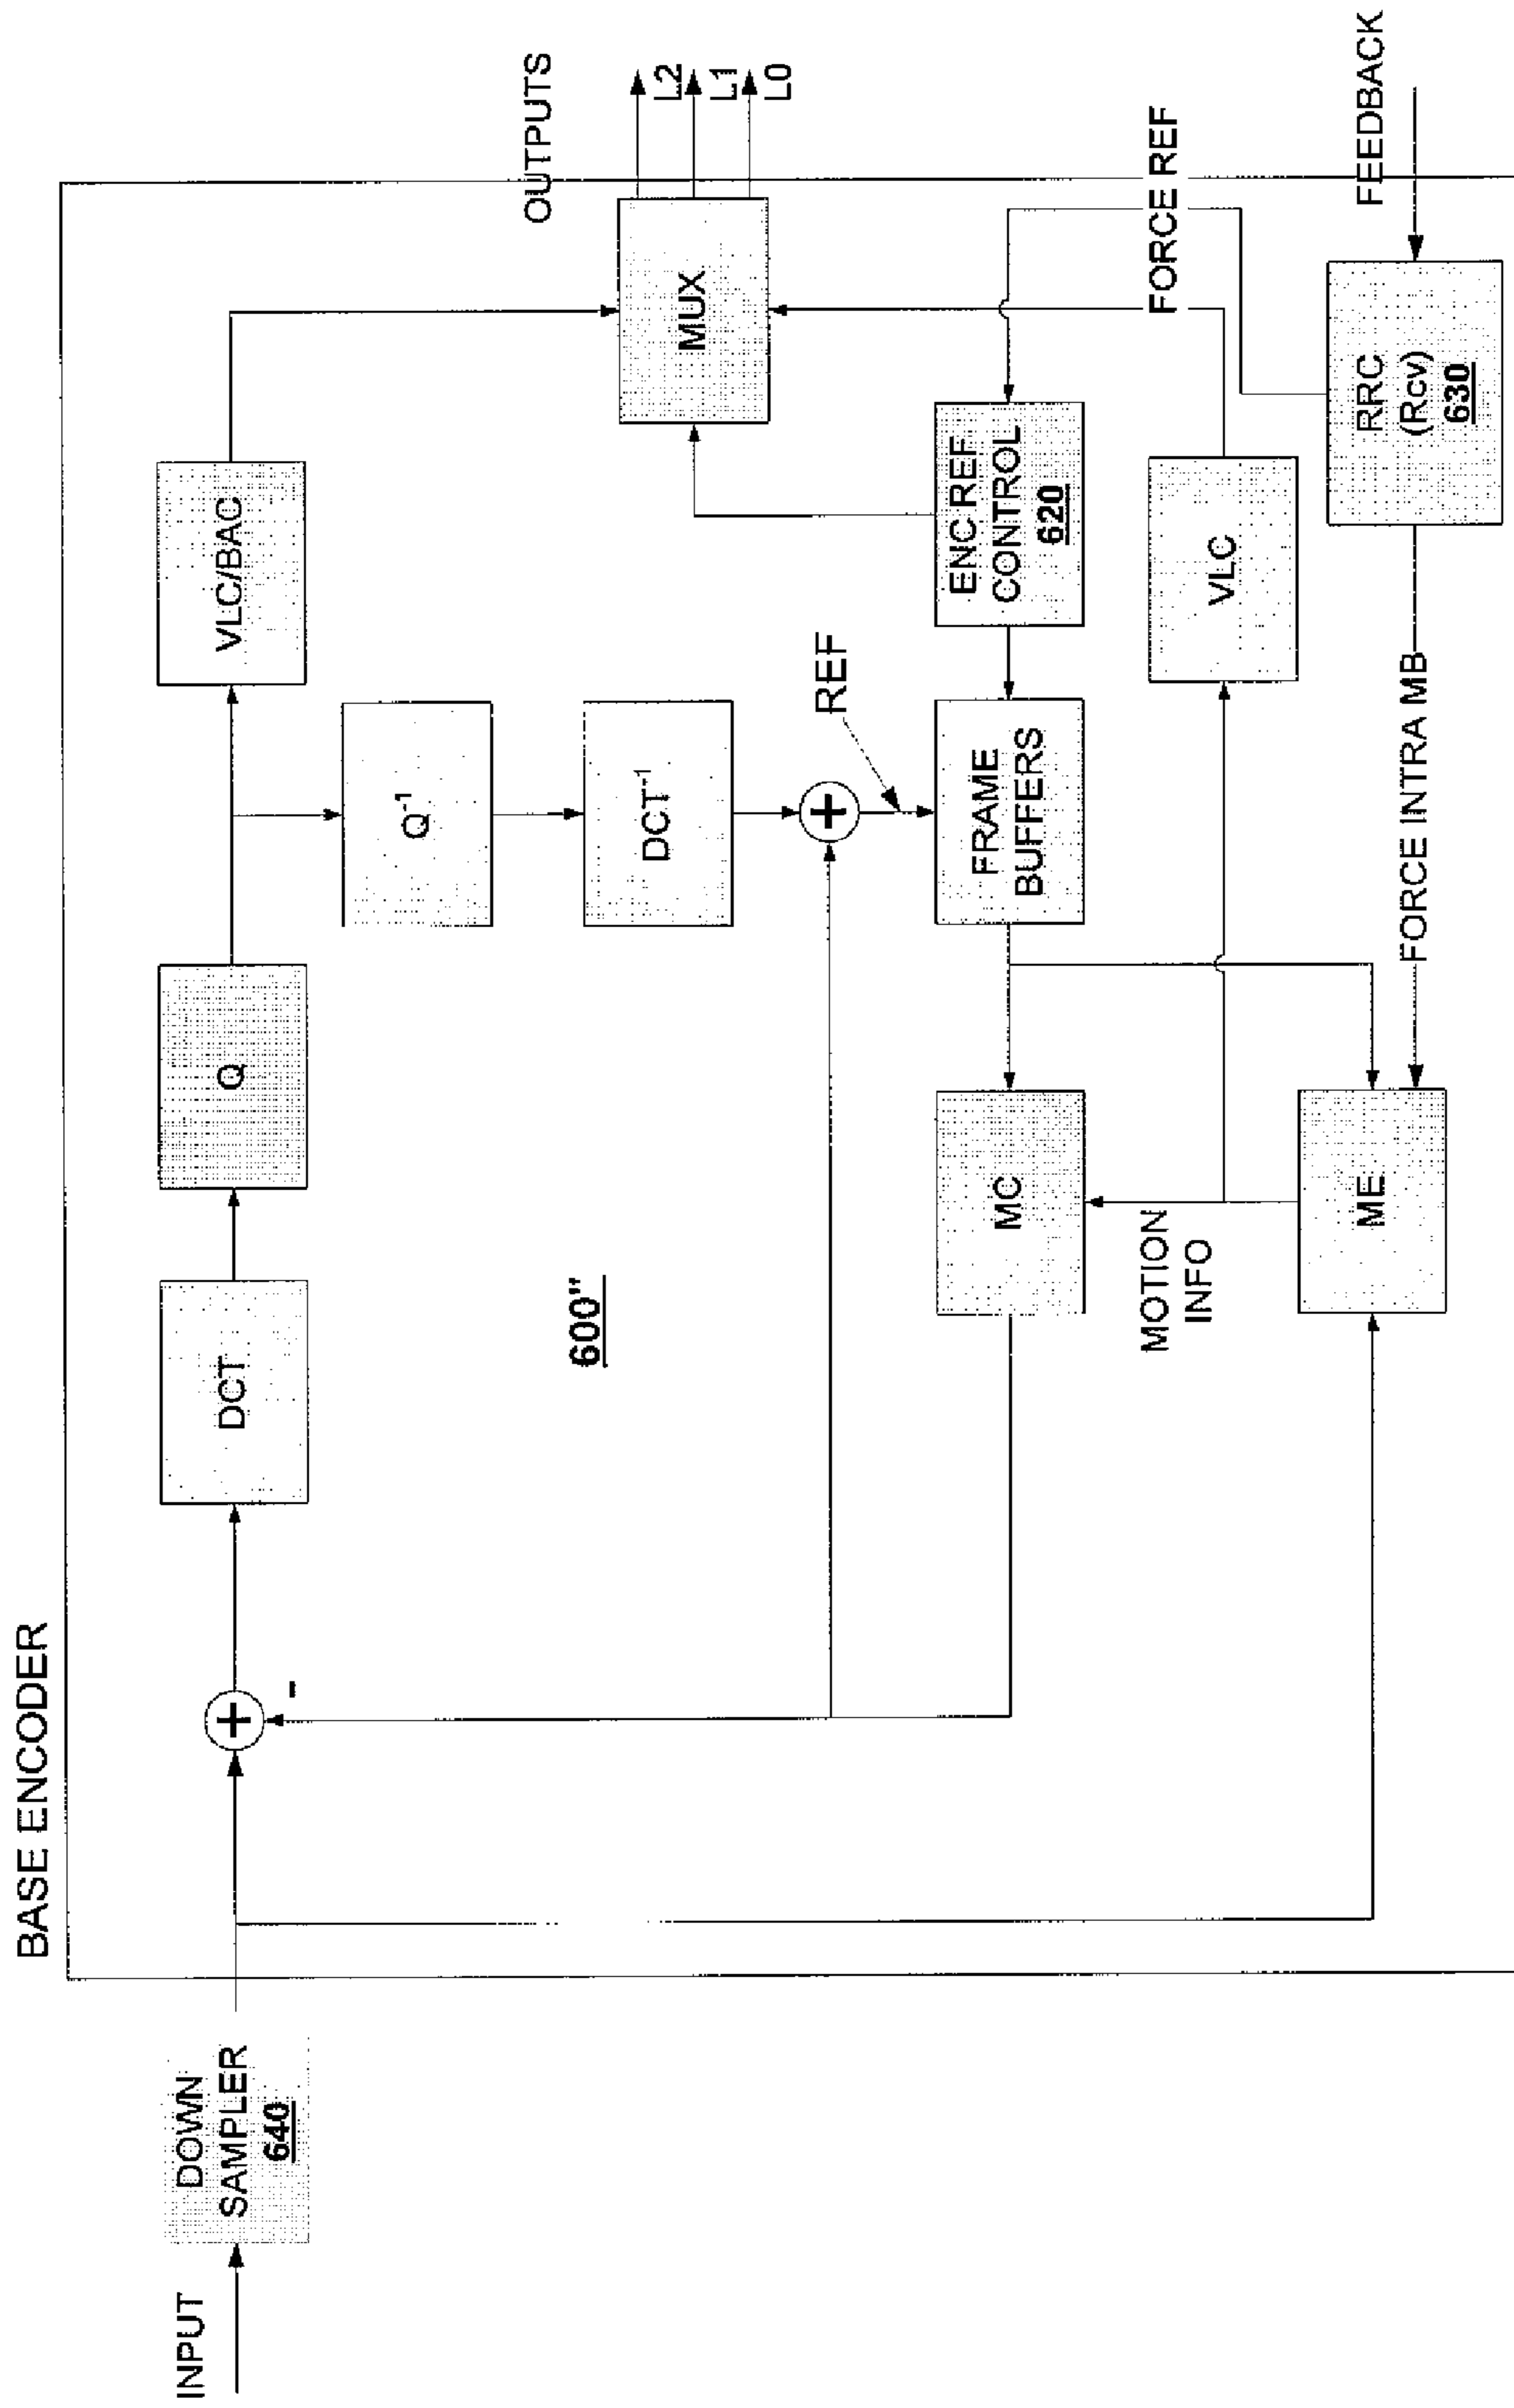 BASE ENCODER
INPUT
DOWN
SAMPLER
640
+
-
DCT
Q
VLC/BAC
Q-1
DCT-1
+
REF
600"
MUX
OUTPUTS
L2
L1
L0
MC
FRAME
BUFFERS
ENC REF
CONTROL
620
MOTION
INFO
VLC
FORCE REF
ME
FORCE INTRA MB
RRC
(Rcv)
630
FEEDBACK